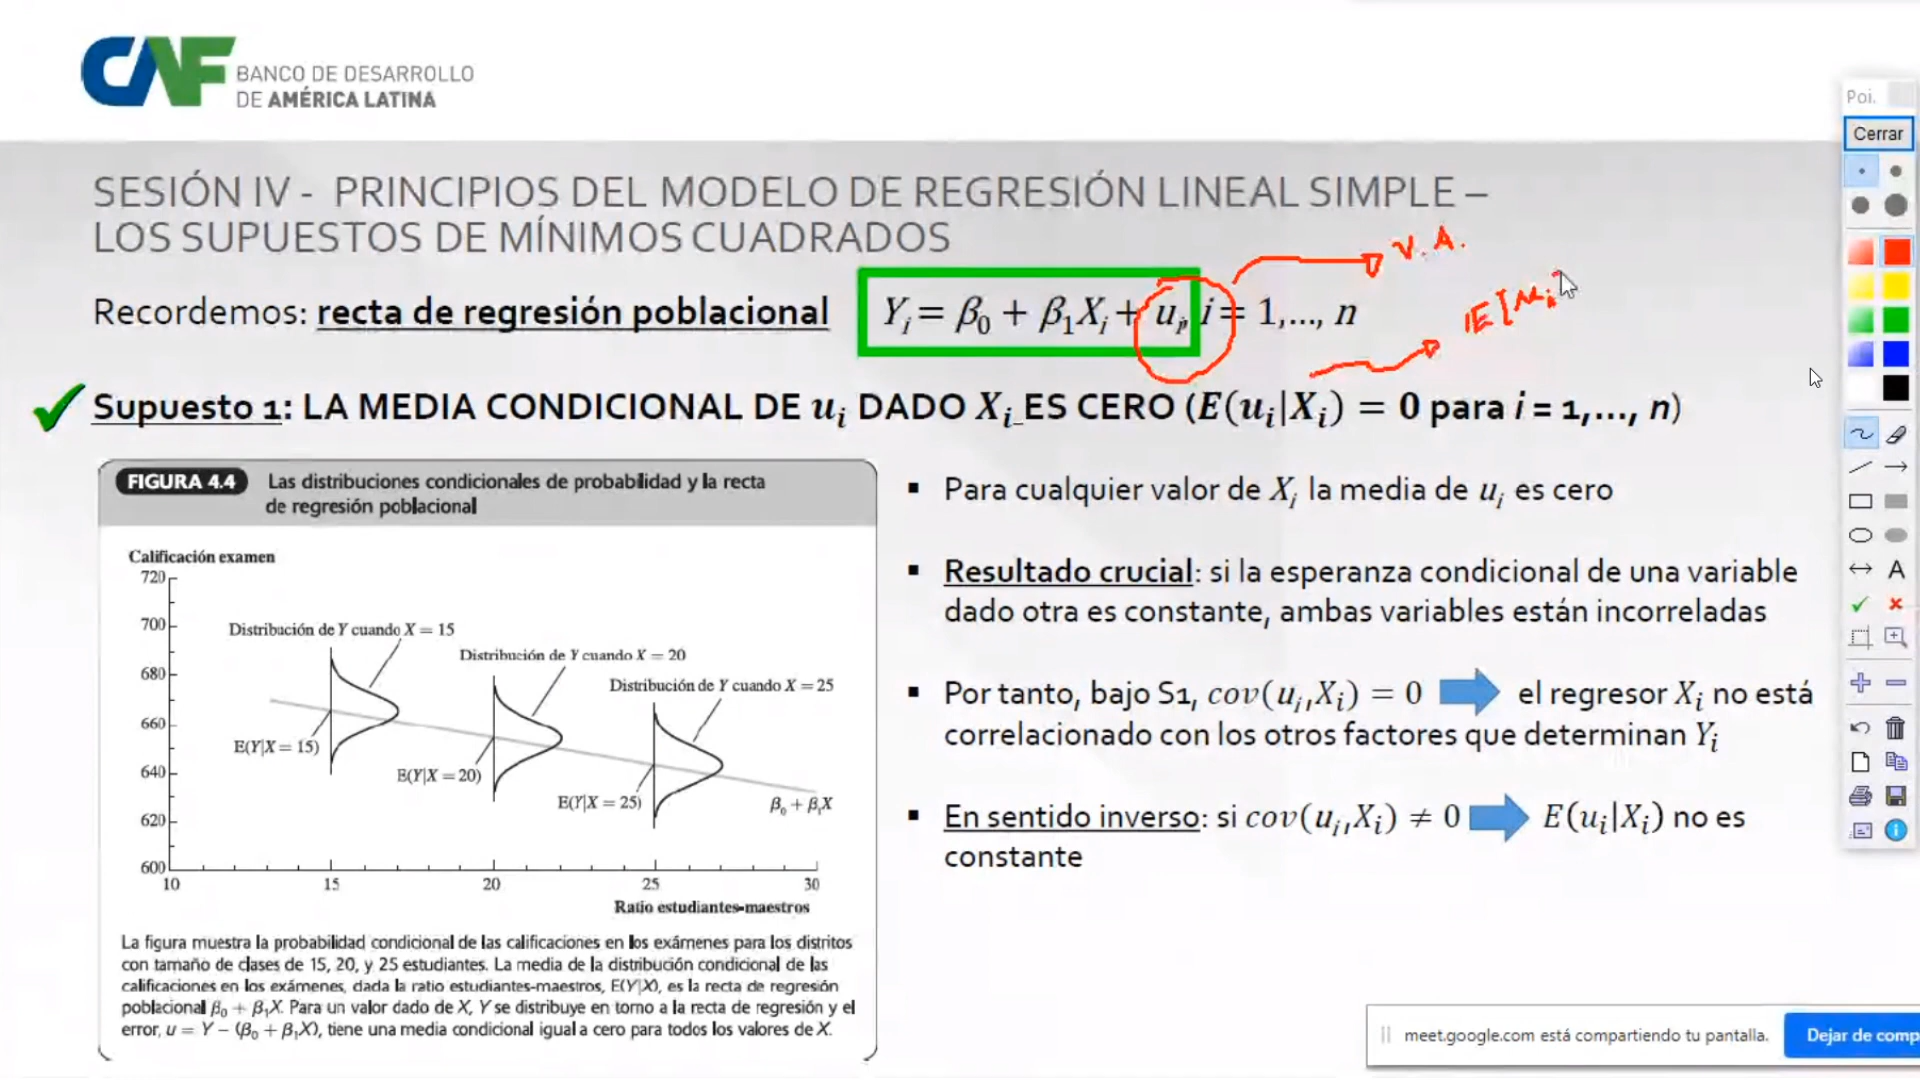 CAF BANCO DE DESARROLLO
DE AMÉRICA LATINA
Poi.
Cerrar
SESIÓN IV - PRINCIPIOS DEL MODELO DE REGRESIÓN LINEAL SIMPLE –
LOS SUPUESTOS DE MÍNIMOS CUADRADOS
V.A.
Recordemos: recta de regresión poblacional Yᵢ = β₀ + β₁Xᵢ + uᵢ, i = 1,..., n
E[uᵢ
Supuesto 1: LA MEDIA CONDICIONAL DE uᵢ DADO Xᵢ ES CERO (E(uᵢ|Xᵢ) = 0 para i = 1,..., n)
FIGURA 4.4 Las distribuciones condicionales de probabilidad y la recta
de regresión poblacional
Calificación examen
720
700
680
660
640
620
600
Distribución de Y cuando X = 15
Distribución de Y cuando X = 20
Distribución de Y cuando X = 25
E(Y|X = 15)
E(Y|X = 20)
E(Y|X = 25)
β₀ + β₁X
10 15 20 25 30
Ratio estudiantes-maestros
La figura muestra la probabilidad condicional de las calificaciones en los exámenes para los distritos
con tamaño de clases de 15, 20, y 25 estudiantes. La media de la distribución condicional de las
calificaciones en los exámenes, dada la ratio estudiantes-maestros, E(Y|X), es la recta de regresión
poblacional β₀ + β₁X. Para un valor dado de X, Y se distribuye en torno a la recta de regresión y el
error, u = Y − (β₀ + β₁X), tiene una media condicional igual a cero para todos los valores de X.
▪ Para cualquier valor de Xᵢ la media de uᵢ es cero
▪ Resultado crucial: si la esperanza condicional de una variable
dado otra es constante, ambas variables están incorreladas
▪ Por tanto, bajo S1, cov(uᵢ,Xᵢ) = 0 el regresor Xᵢ no está
correlacionado con los otros factores que determinan Yᵢ
▪ En sentido inverso: si cov(uᵢ,Xᵢ) ≠ 0 E(uᵢ|Xᵢ) no es
constante
A
meet.google.com está compartiendo tu pantalla.
Dejar de comp